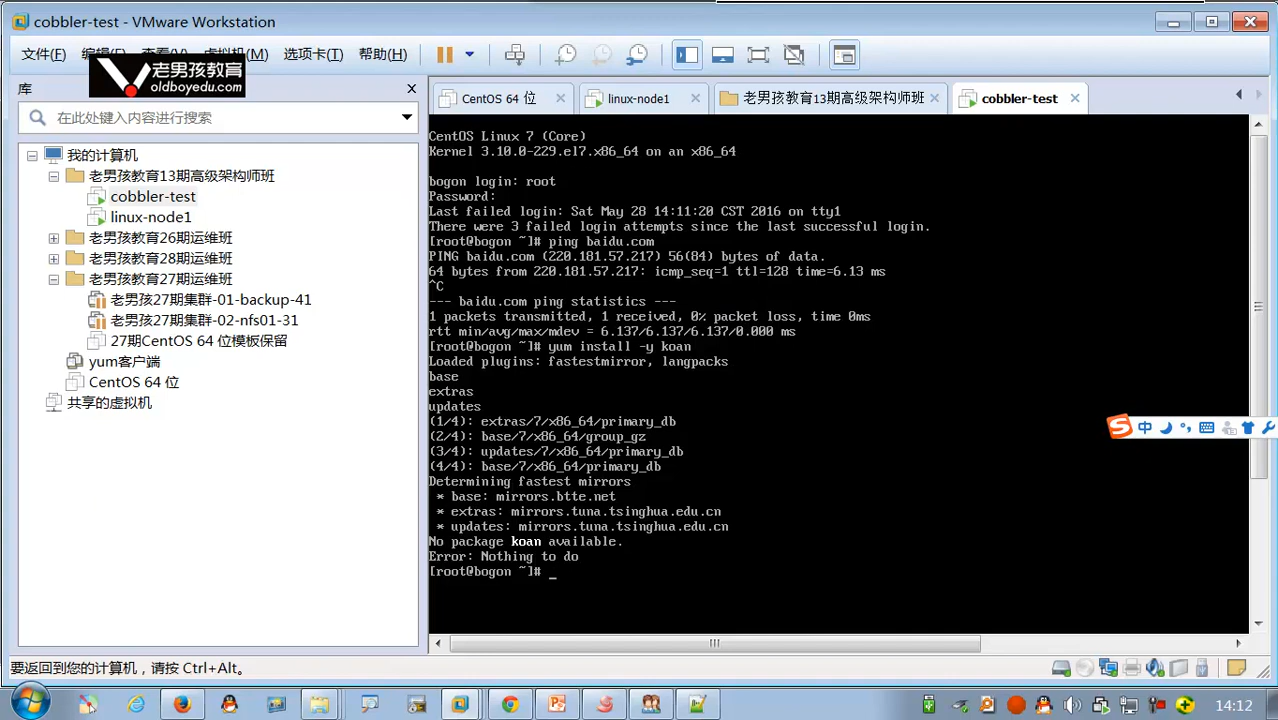 cobbler-test - VMware Workstation
文件(F) 编辑(E) 查看(V) 虚拟机(M) 选项卡(T) 帮助(H)
老男孩教育
oldboyedu.com
库
在此处键入内容进行搜索
我的计算机
老男孩教育13期高级架构师班
cobbler-test
linux-node1
老男孩教育26期运维班
老男孩教育28期运维班
老男孩教育27期运维班
老男孩27期集群-01-backup-41
老男孩27期集群-02-nfs01-31
27期CentOS 64 位模板保留
yum客户端
CentOS 64 位
共享的虚拟机
CentOS 64 位 linux-node1 老男孩教育13期高级架构师班 cobbler-test
CentOS Linux 7 (Core)
Kernel 3.10.0-229.el7.x86_64 on an x86_64
bogon login: root
Password:
Last failed login: Sat May 28 14:11:20 CST 2016 on tty1
There were 3 failed login attempts since the last successful login.
[root@bogon ~]# ping baidu.com
PING baidu.com (220.181.57.217) 56(84) bytes of data.
64 bytes from 220.181.57.217: icmp_seq=1 ttl=128 time=6.13 ms
^C
--- baidu.com ping statistics ---
1 packets transmitted, 1 received, 0% packet loss, time 0ms
rtt min/avg/max/mdev = 6.137/6.137/6.137/0.000 ms
[root@bogon ~]# yum install -y koan
Loaded plugins: fastestmirror, langpacks
base
extras
updates
(1/4): extras/7/x86_64/primary_db
(2/4): base/7/x86_64/group_gz
(3/4): updates/7/x86_64/primary_db
(4/4): base/7/x86_64/primary_db
Determining fastest mirrors
* base: mirrors.btte.net
* extras: mirrors.tuna.tsinghua.edu.cn
* updates: mirrors.tuna.tsinghua.edu.cn
No package koan available.
Error: Nothing to do
[root@bogon ~]# _
中
要返回到您的计算机，请按 Ctrl+Alt。
14:12